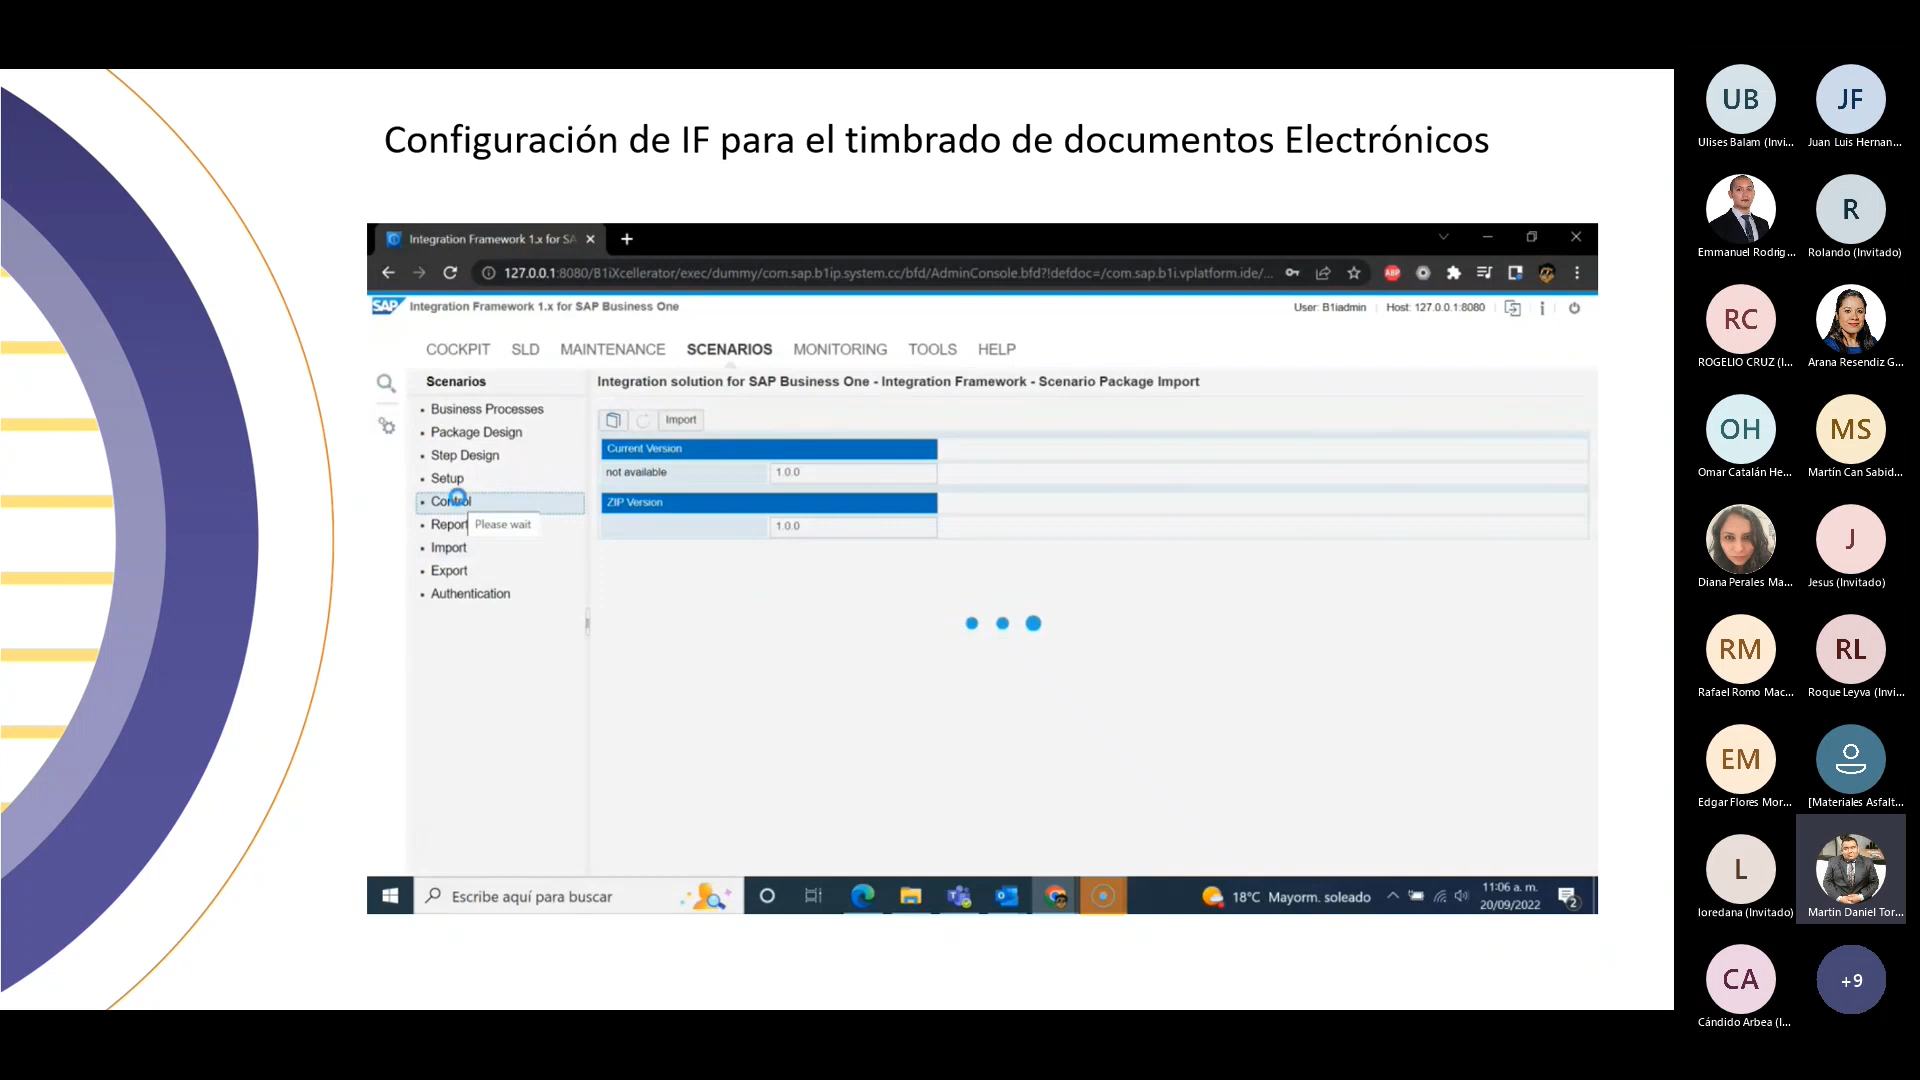 Configuración de IF para el timbrado de documentos Electrónicos
Integration Framework 1.x for SA
127.0.0.1:8080/B1iXcellerator/exec/dummy/com.sap.b1ip.system.cc/bfd/AdminConsole.bfd?!defdoc=/com.sap.b1i.vplatform.ide/...
ABP
SAP Integration Framework 1.x for SAP Business One
User: B1iadmin
Host: 127.0.0.1:8080
COCKPIT SLD MAINTENANCE SCENARIOS MONITORING TOOLS HELP
Scenarios
Business Processes
Package Design
Step Design
Setup
Control
Report
Please wait
Import
Export
Authentication
Integration solution for SAP Business One - Integration Framework - Scenario Package Import
Import
Current Version
not available 1.0.0
ZIP Version
1.0.0
Escribe aquí para buscar
18°C Mayorm. soleado
11:06 a. m.
20/09/2022
2
UB
Ulises Balam (Invi...
JF
Juan Luis Hernan...
Emmanuel Rodrig...
R
Rolando (Invitado)
RC
ROGELIO CRUZ (I...
Arana Resendiz G...
OH
Omar Catalán He...
MS
Martín Can Sabid...
Diana Perales Ma...
J
Jesus (Invitado)
RM
Rafael Romo Mac...
RL
Roque Leyva (Invi...
EM
Edgar Flores Mor...
[Materiales Asfalt...
L
loredana (Invitado)
Martin Daniel Tor...
CA
Cándido Arbea (I...
+9